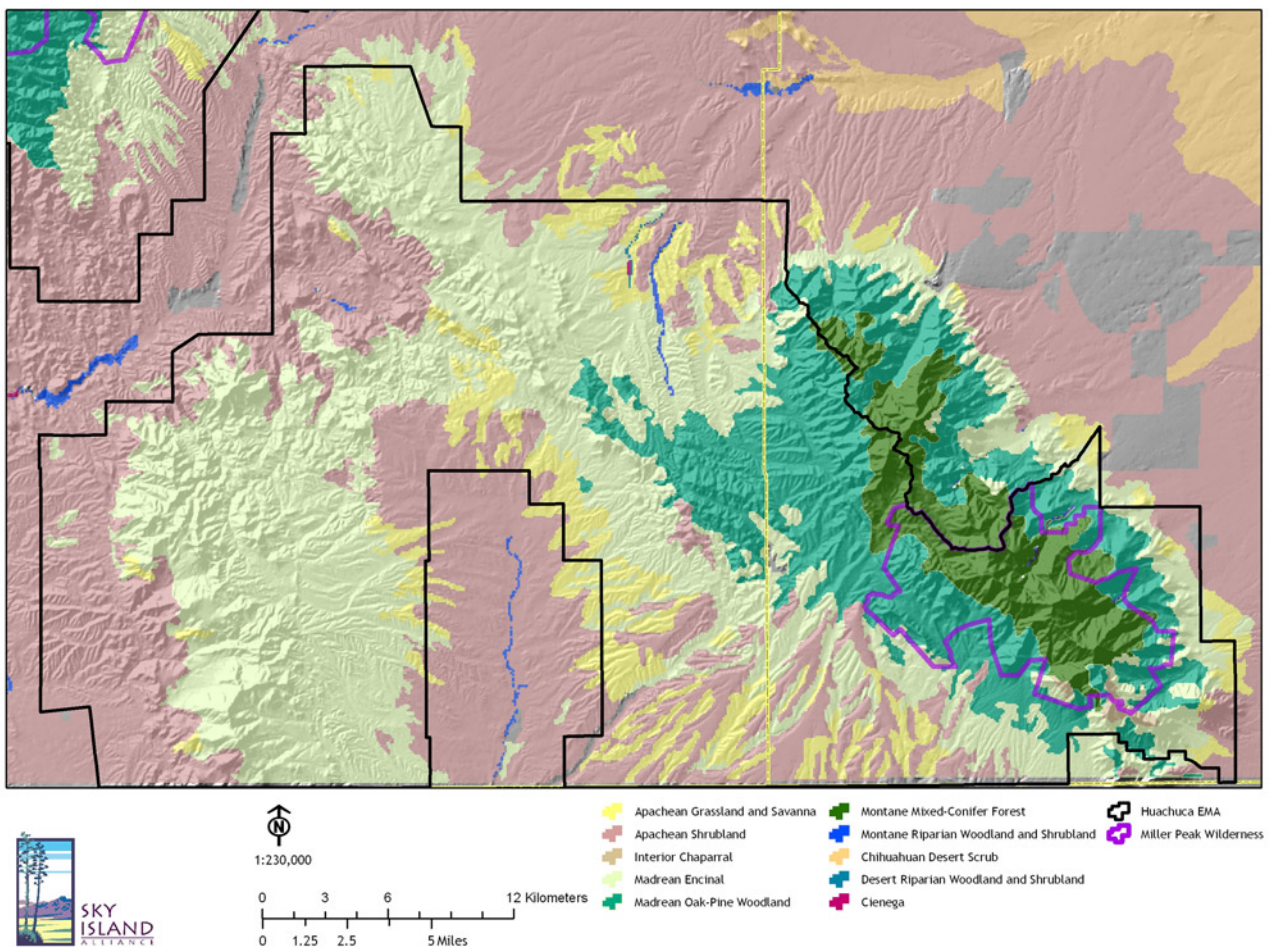 N
1:230,000
0 3 6 12 Kilometers
0 1.25 2.5 5 Miles
SKY
ISLAND
ALLIANCE
Apachean Grassland and Savanna
Apachean Shrubland
Interior Chaparral
Madrean Encinal
Madrean Oak-Pine Woodland
Montane Mixed-Conifer Forest
Montane Riparian Woodland and Shrubland
Chihuahuan Desert Scrub
Desert Riparian Woodland and Shrubland
Cienega
Huachuca EMA
Miller Peak Wilderness